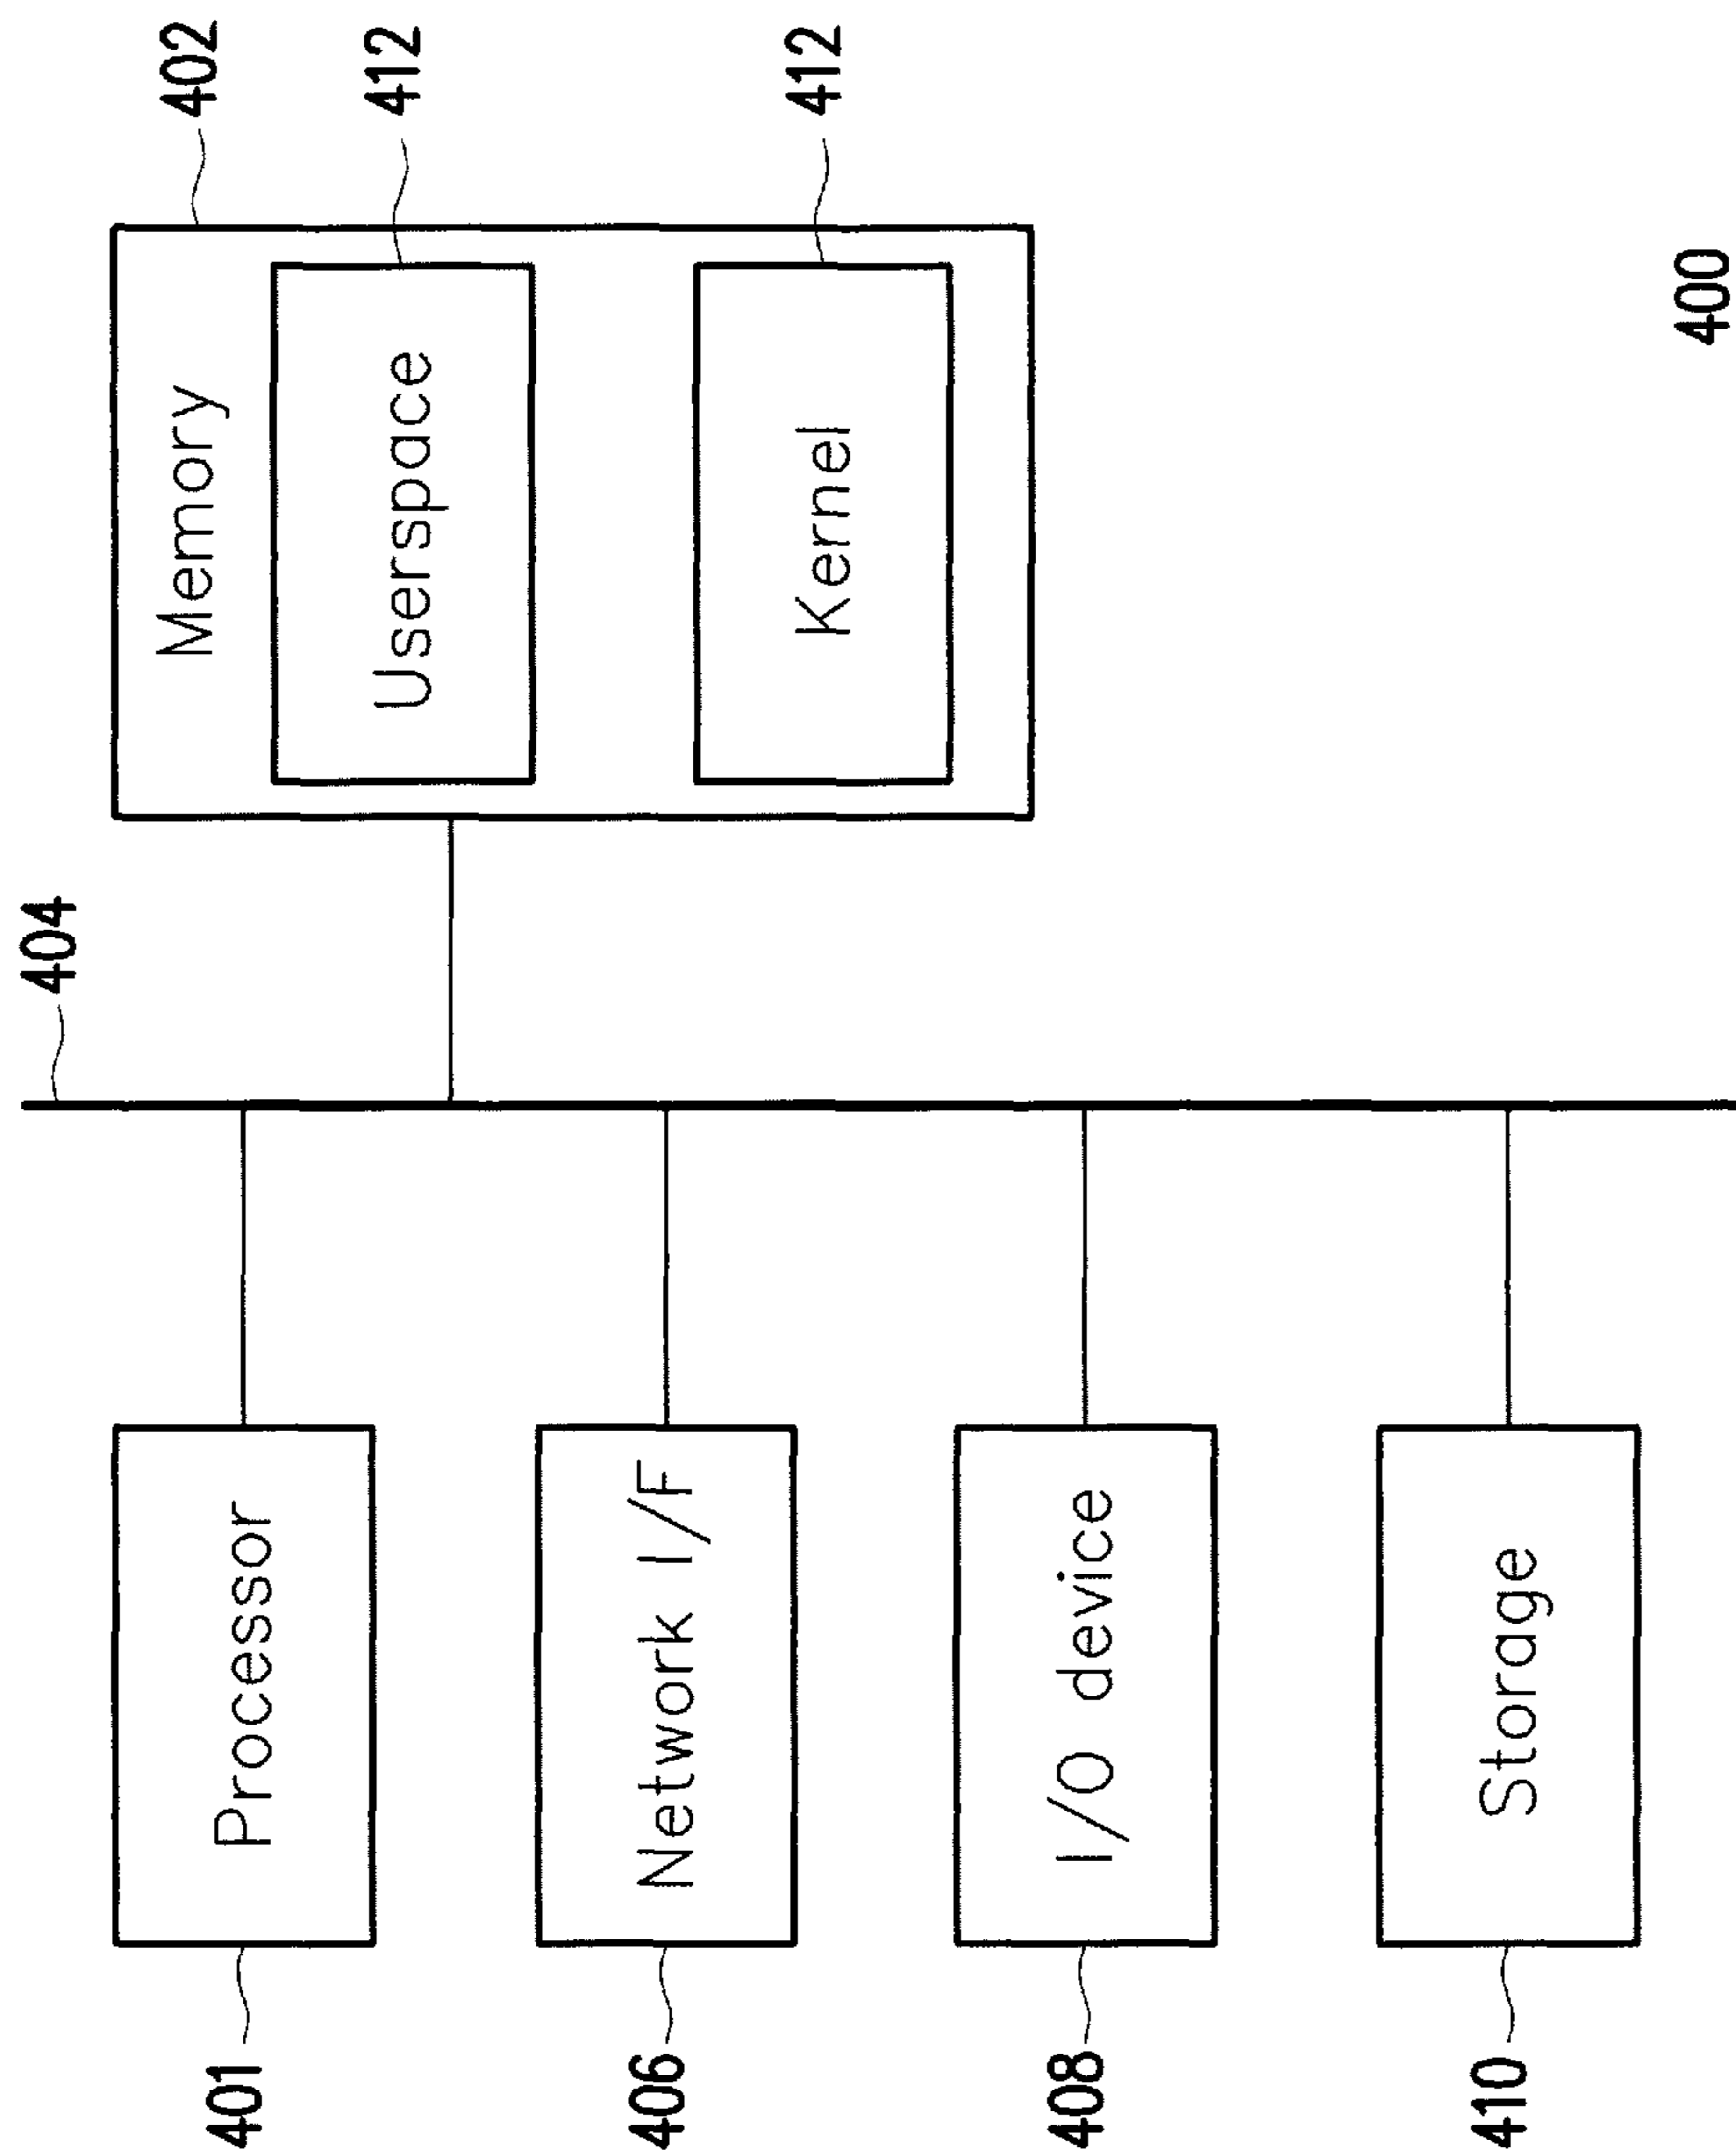 401
Processor
404
Memory
402
Userspace
412
406
Network I/F
Kernel
412
408
I/O device
410
Storage
400